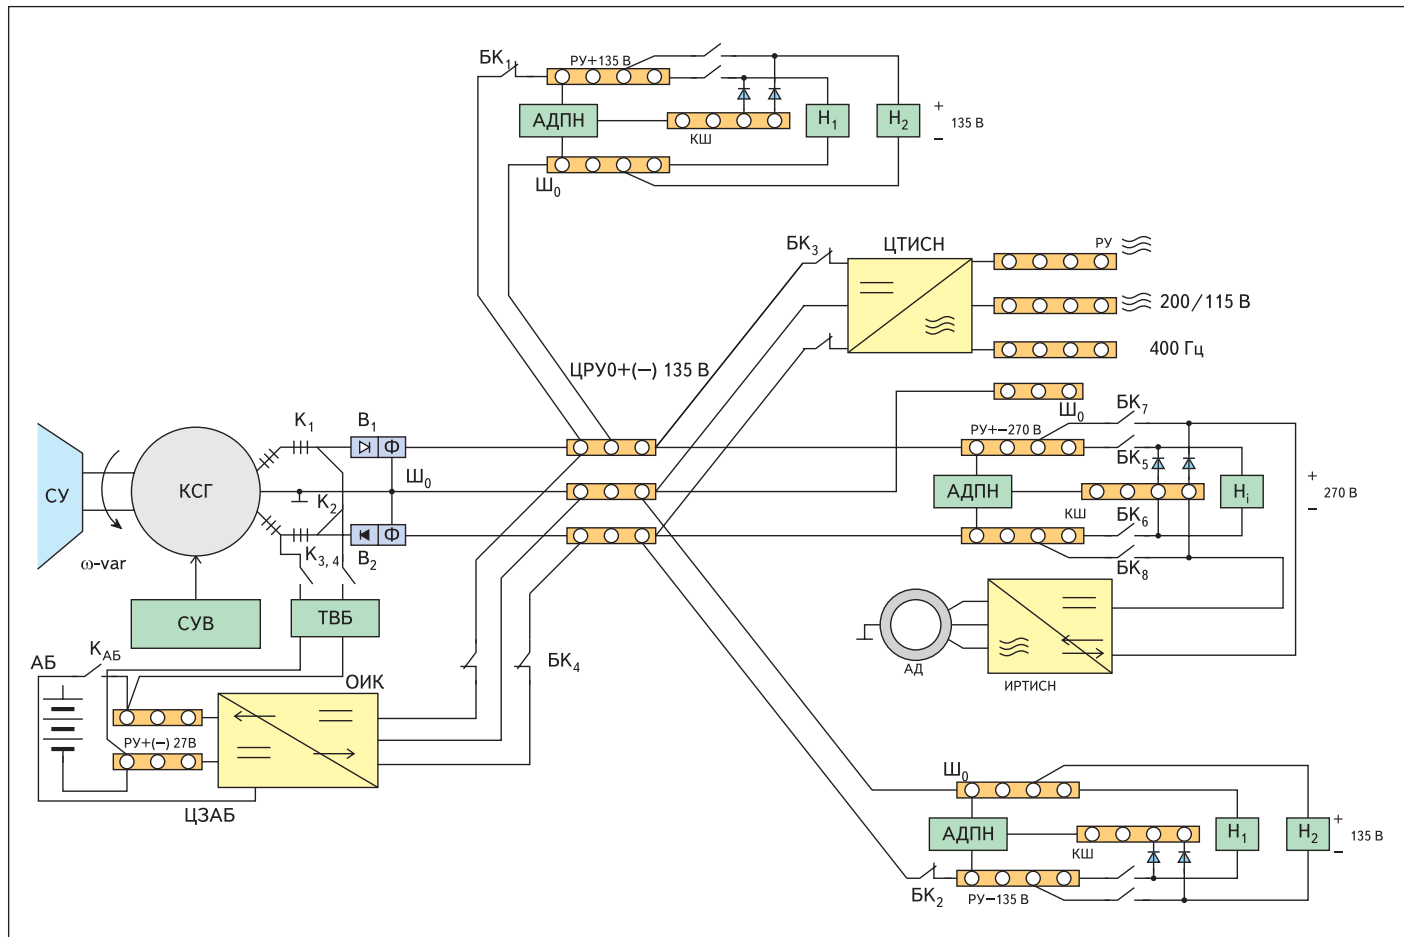 БК₁
РУ+135 В
АДПН
КШ
Н₁
Н₂
+
135 В
−
Ш₀
БК₃
ЦТИСН
РУ
200/115 В
400 Гц
ЦРУ0+(−) 135 В
Ш₀
БК₇
РУ+−270 В
БК₅
АДПН
КШ
Нᵢ
+
270 В
−
БК₆
БК₈
К₁
В₁
Ф
СУ
КСГ
Ш₀
К₂
Ф
В₂
К₃, ₄
ω-var
СУВ
ТВБ
АД
ИРТИСН
АБ
К_АБ
ОИК
БК₄
РУ+(−) 27В
ЦЗАБ
Ш₀
АДПН
КШ
Н₁
Н₂
+
135 В
−
БК₂
РУ−135 В